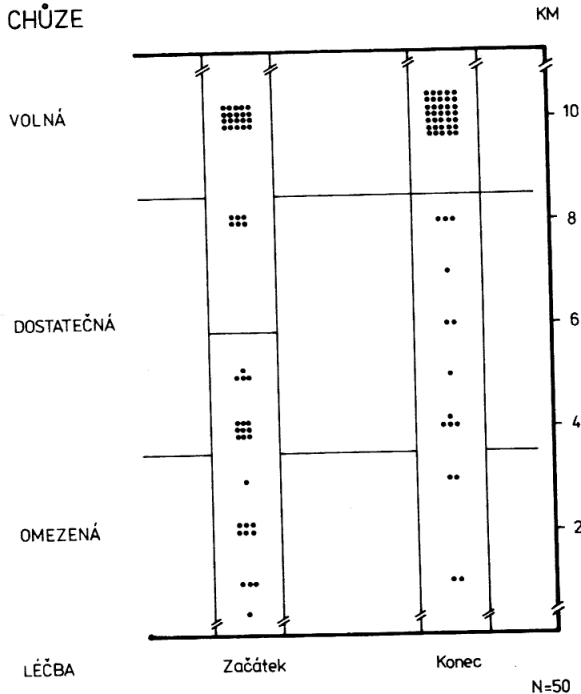 CHŮZE
KM
VOLNÁ
10
8
DOSTATEČNÁ
6
4
OMEZENÁ
2
LÉČBA
Začátek
Konec
N=50